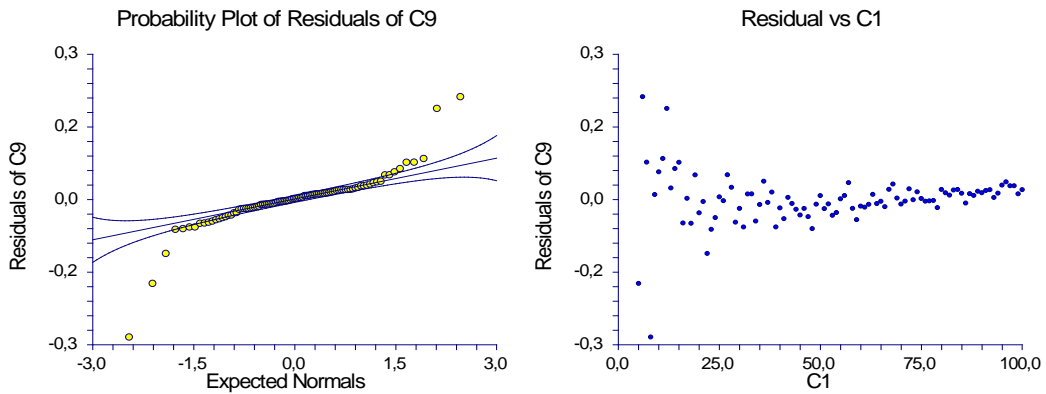 Probability Plot of Residuals of C9
Residuals of C9
0,3
0,2
0,0
-0,2
-0,3
-3,0 -1,5 0,0 1,5 3,0
Expected Normals
Residual vs C1
Residuals of C9
0,3
0,2
0,0
-0,2
-0,3
0,0 25,0 50,0 75,0 100,0
C1